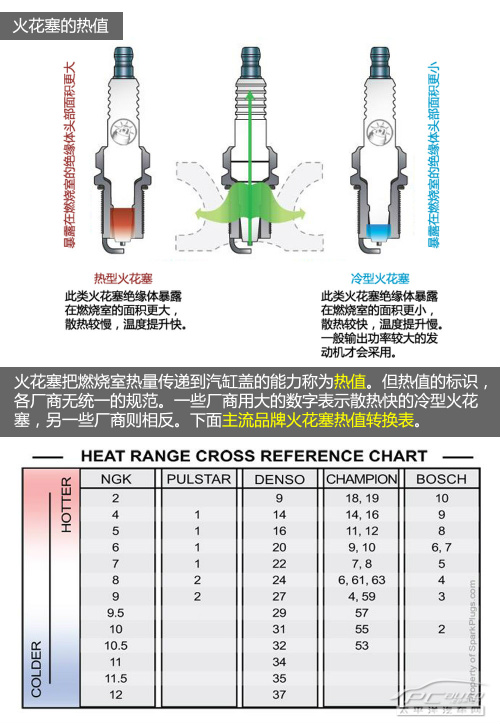 火花塞的热值
暴露在燃烧室的绝缘体头部面积更大
暴露在燃烧室的绝缘体头部面积更小
热型火花塞
此类火花塞绝缘体暴露
在燃烧室的面积更大，
散热较慢，温度提升快。
冷型火花塞
此类火花塞绝缘体暴露
在燃烧室的面积更小，
散热较快，温度提升慢。
一般输出功率较大的发
动机才会采用。
火花塞把燃烧室热量传递到汽缸盖的能力称为热值。但热值的标识，
各厂商无统一的规范。一些厂商用大的数字表示散热快的冷型火花
塞，另一些厂商则相反。下面主流品牌火花塞热值转换表。
HEAT RANGE CROSS REFERENCE CHART
HOTTER
COLDER
NGK PULSTAR DENSO CHAMPION BOSCH
2 9 18, 19 10
4 1 14 14, 16 9
5 1 16 11, 12 8
6 1 20 9, 10 6, 7
7 1 22 7, 8 5
8 2 24 6, 61, 63 4
9 2 27 4, 59 3
9.5 29 57
10 31 55 2
10.5 32 53
11 34
11.5 35
12 37
Property of SparkPlugs.com
太平洋汽车网